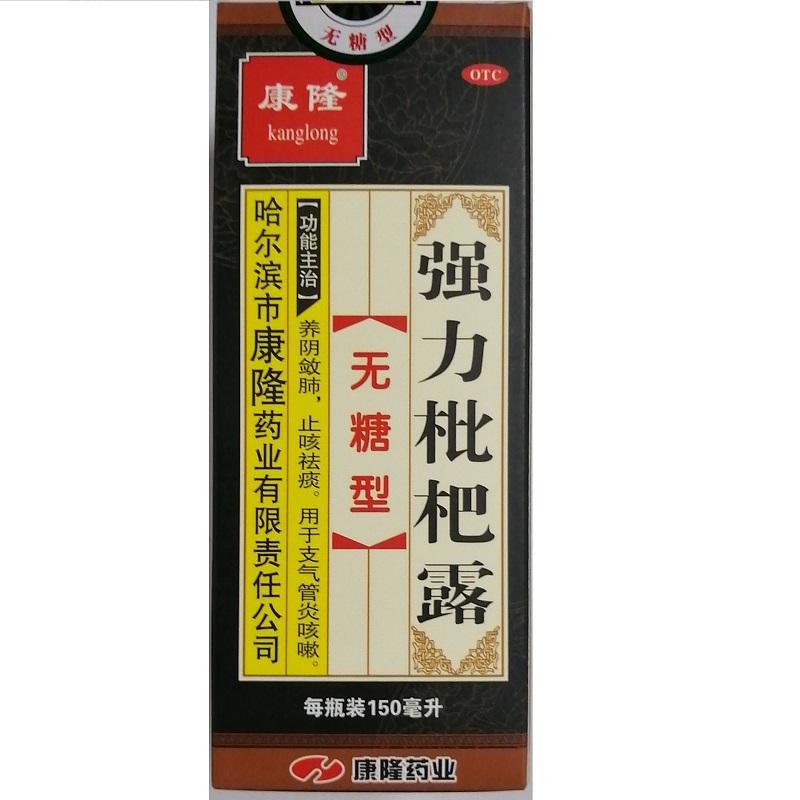 无糖型
康隆®
kanglong
OTC
强力枇杷露
【无糖型】
【功能主治】养阴敛肺，止咳祛痰。用于支气管炎咳嗽。
哈尔滨市康隆药业有限责任公司
每瓶装150毫升
康隆药业